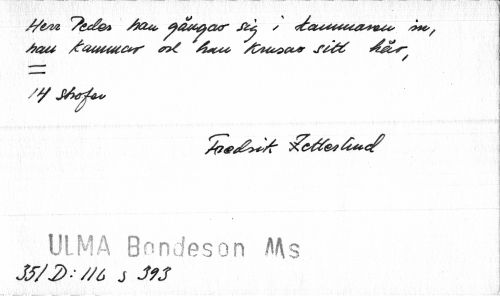 Herr Peder han gångar sig i kammaren in,
han kammar och han krusar sitt hår,
=
14 strofer
Fredrik Zetterlund
ULMA Bondeson Ms
351 D: 116 s 393